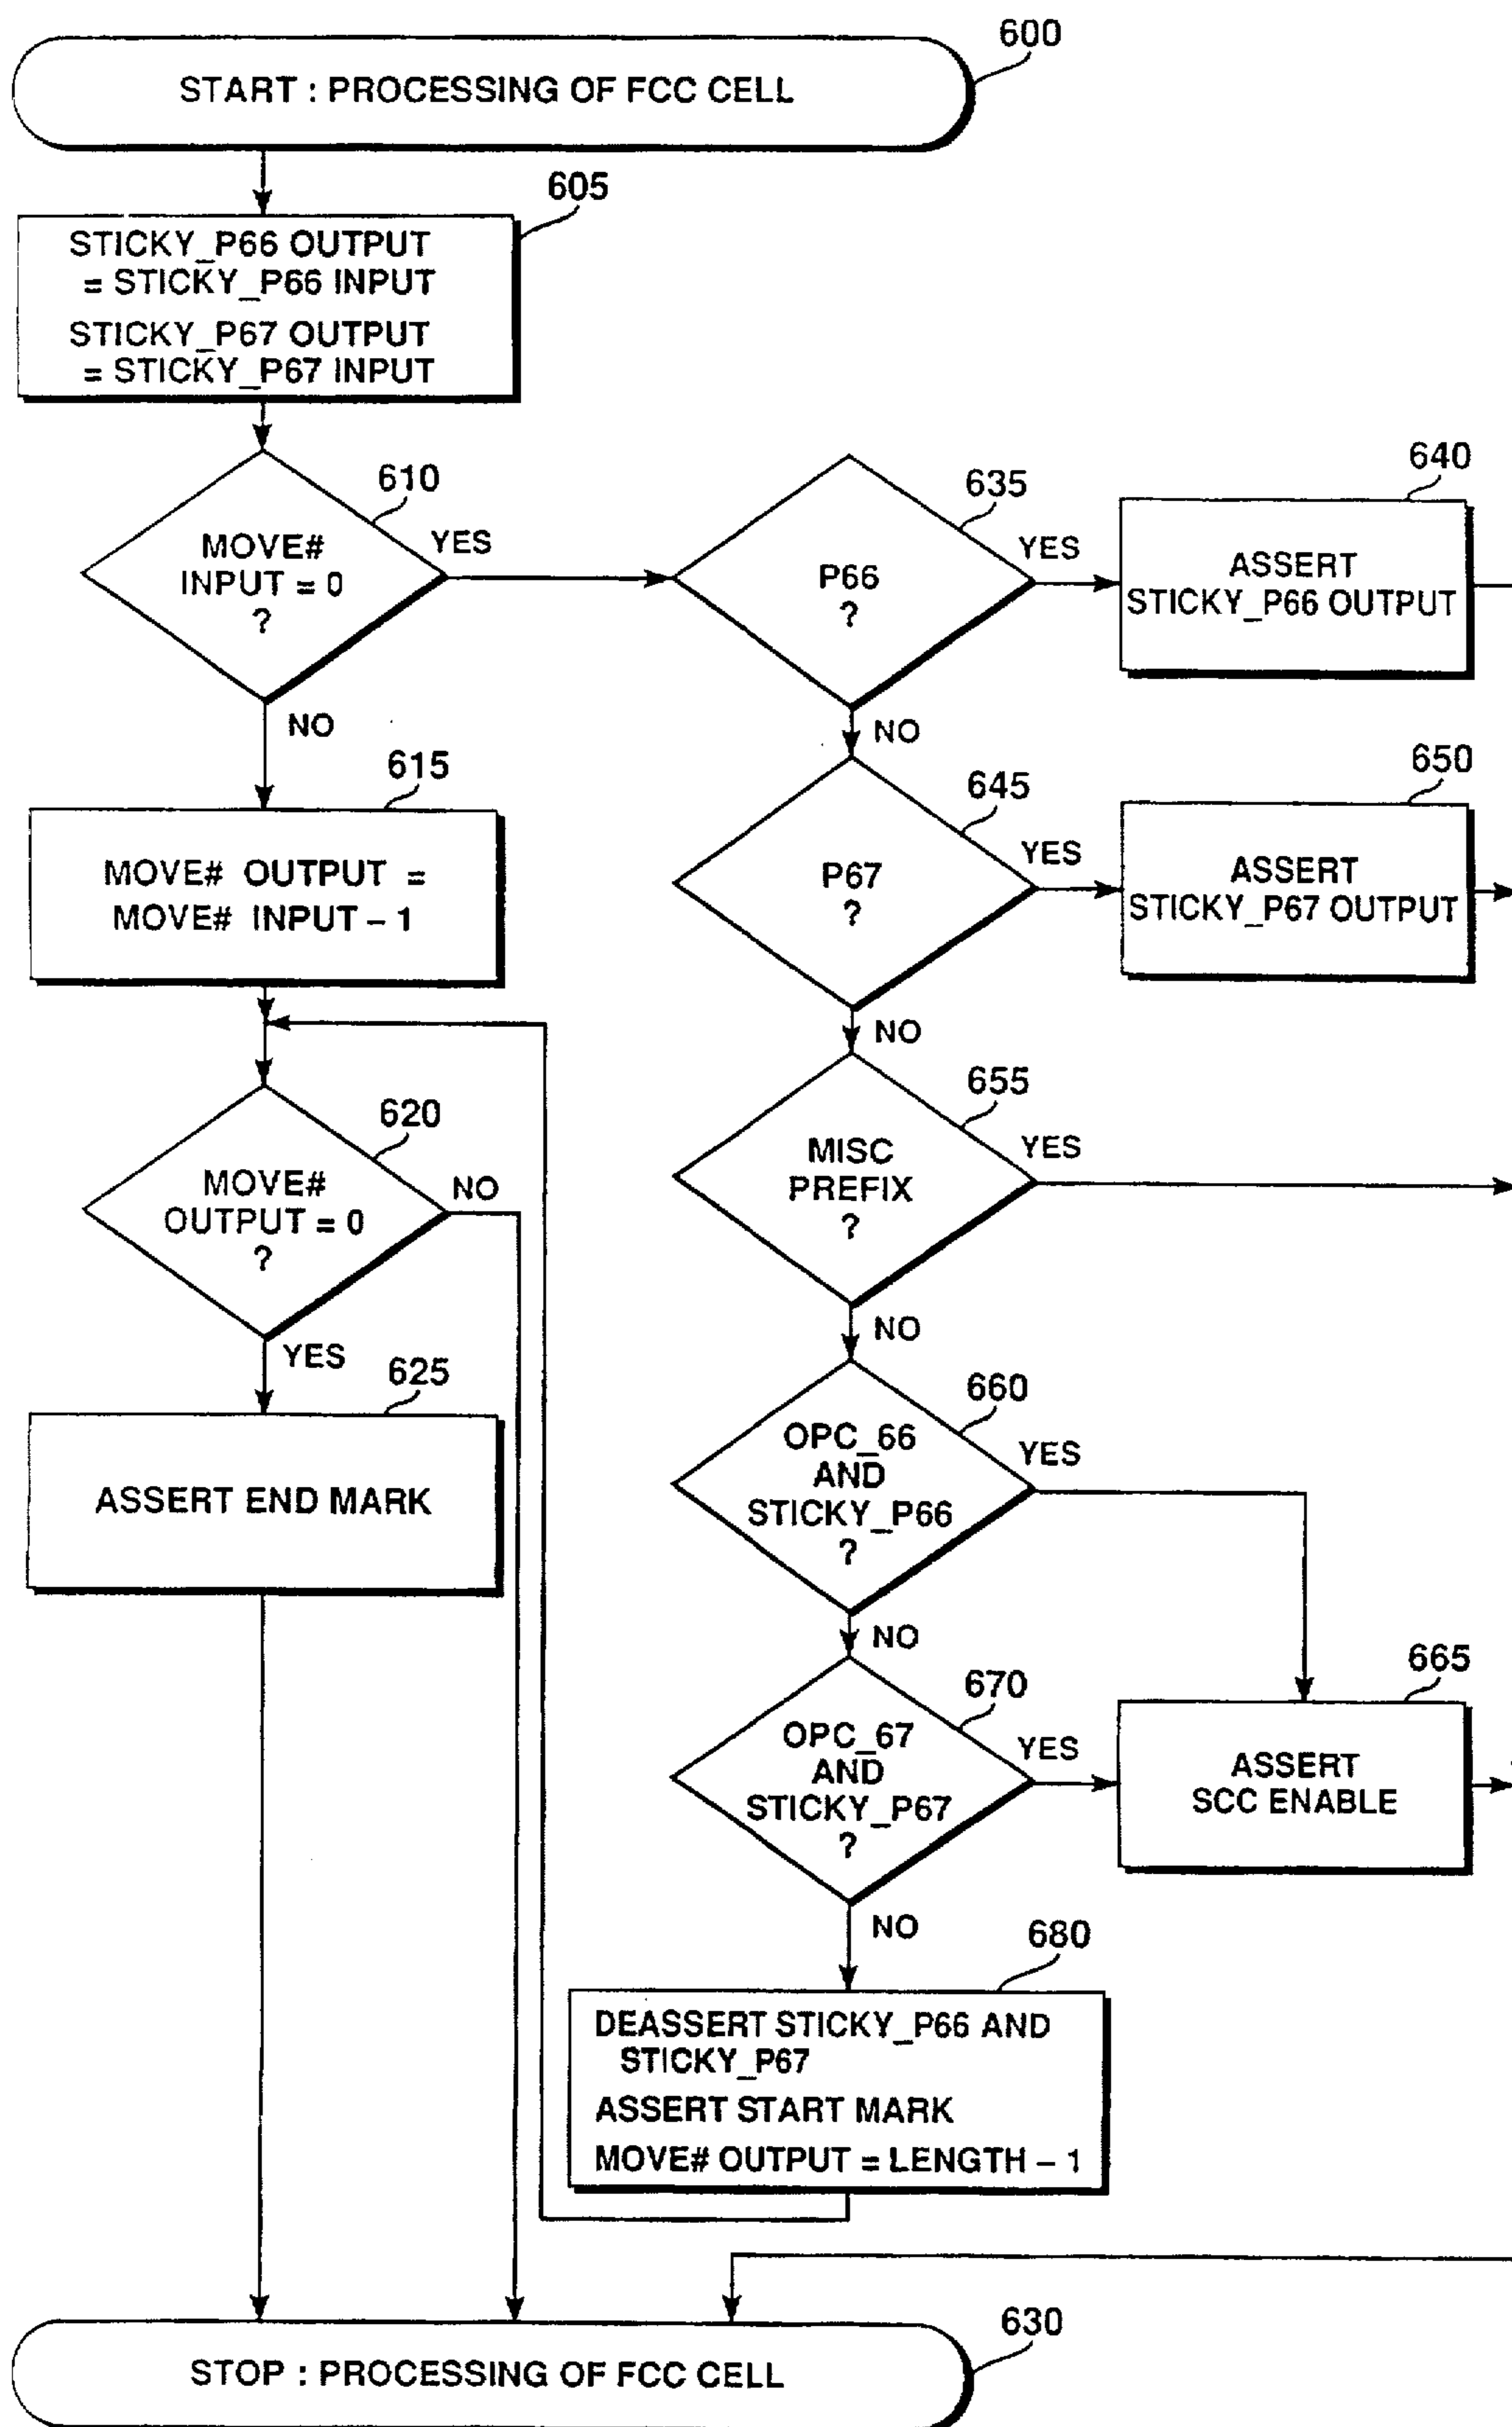 600
START : PROCESSING OF FCC CELL
605
STICKY_P66 OUTPUT
= STICKY_P66 INPUT
STICKY_P67 OUTPUT
= STICKY_P67 INPUT
610
MOVE#
INPUT = 0
?
YES
NO
635
P66
?
YES
NO
640
ASSERT
STICKY_P66 OUTPUT
615
MOVE# OUTPUT =
MOVE# INPUT – 1
645
P67
?
YES
NO
650
ASSERT
STICKY_P67 OUTPUT
620
MOVE#
OUTPUT = 0
?
NO
YES
655
MISC
PREFIX
?
YES
NO
625
ASSERT END MARK
660
OPC_66
AND
STICKY_P66
?
YES
NO
670
OPC_67
AND
STICKY_P67
?
YES
NO
665
ASSERT
SCC ENABLE
680
DEASSERT STICKY_P66 AND
STICKY_P67
ASSERT START MARK
MOVE# OUTPUT = LENGTH – 1
630
STOP : PROCESSING OF FCC CELL